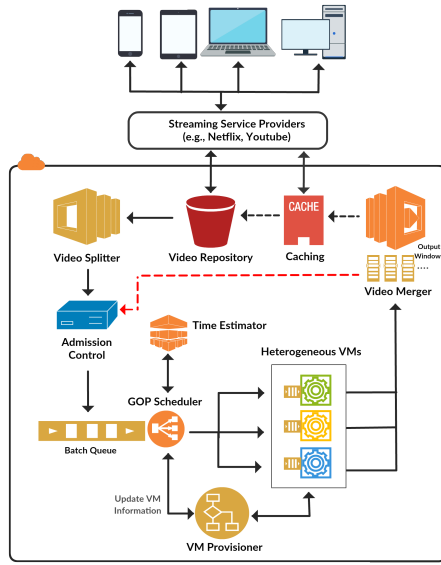 Streaming Service Providers
(e.g., Netflix, Youtube)
CACHE
Output
Window
....
Video Splitter
Video Repository
Caching
Video Merger
Admission
Control
Time Estimator
Heterogeneous VMs
GOP Scheduler
Batch Queue
Update VM
Information
VM Provisioner